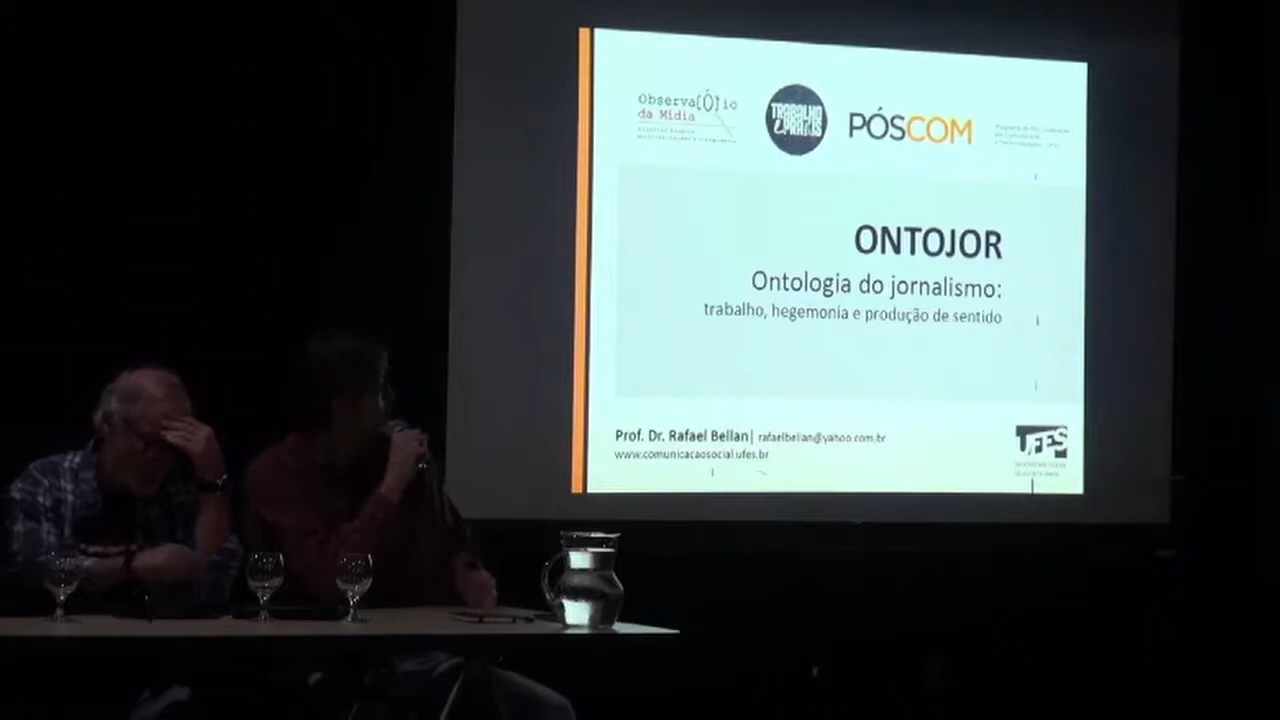 Observa(Ó)io
da Mídia
TRABALHO
E PRAXIS
PÓSCOM
ONTOJOR
Ontologia do jornalismo:
trabalho, hegemonia e produção de sentido
Prof. Dr. Rafael Bellan| rafaelbellan@yahoo.com.br
www.comunicacaosocial.ufes.br
UFES